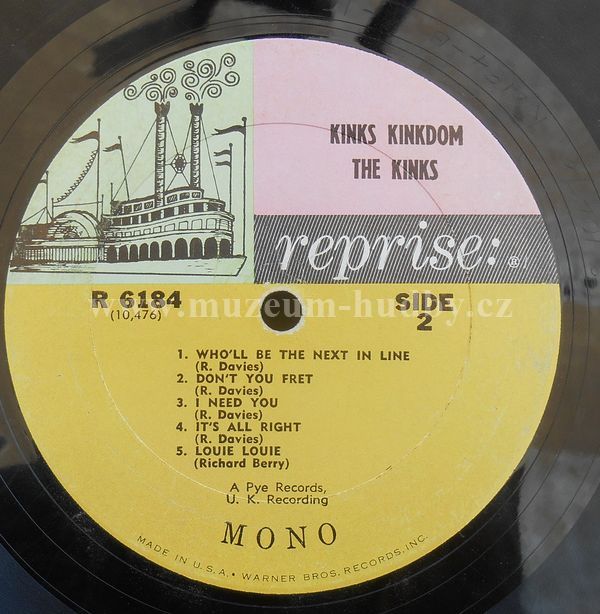 KINKS KINKDOM
THE KINKS
reprise:®
R 6184
(10,476)
SIDE
2
www.muzeum-hudby.cz
1. WHO'LL BE THE NEXT IN LINE
(R. Davies)
2. DON'T YOU FRET
(R. Davies)
3. I NEED YOU
(R. Davies)
4. IT'S ALL RIGHT
(R. Davies)
5. LOUIE LOUIE
(Richard Berry)
A Pye Records,
U. K. Recording
MONO
MADE IN U.S.A. • WARNER BROS. RECORDS, INC.